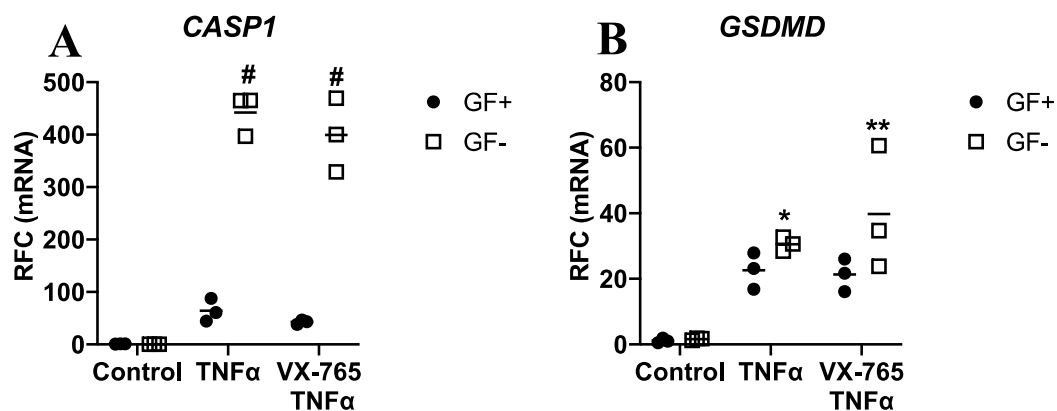 A
CASP1
RFC (mRNA)
500
400
300
200
100
0
#
#
Control
TNFα
VX-765
TNFα
GF+
GF-
B
GSDMD
RFC (mRNA)
80
60
40
20
0
*
**
Control
TNFα
VX-765
TNFα
GF+
GF-